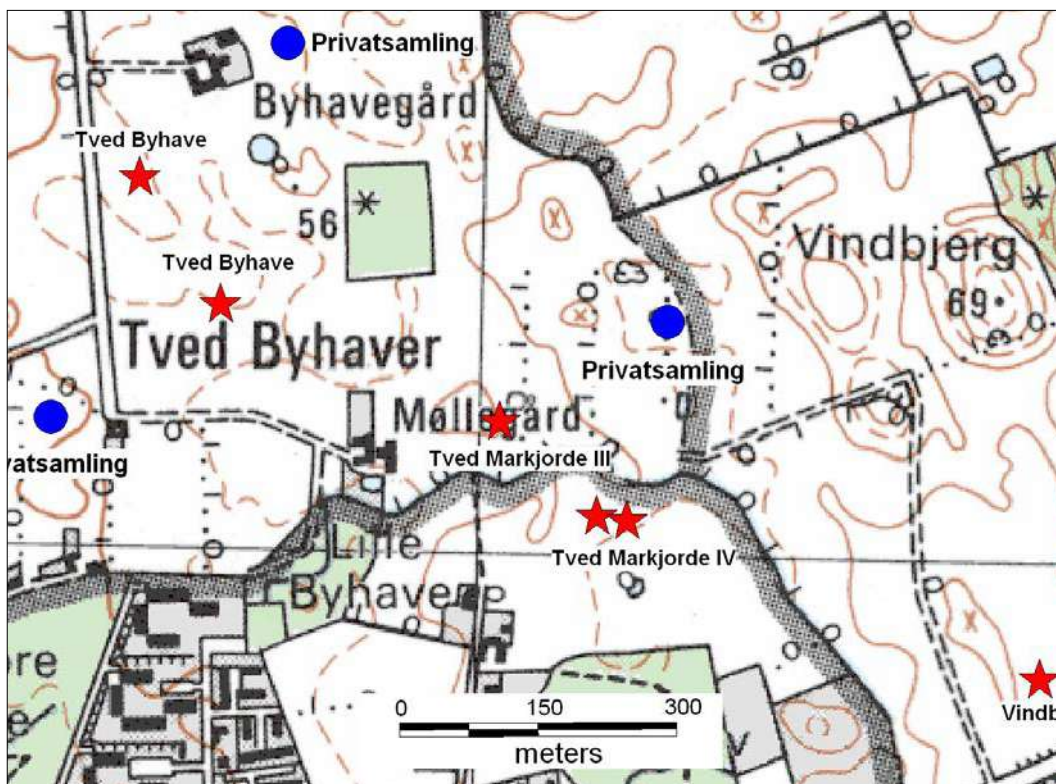 Privatsamling
Byhavegård
Tved Byhave
56
Vindbjerg
Tved Byhave
69
Tved Byhaver
Privatsamling
Møllegård
vatsamling
Tved Markjorde III
Lille
Tved Markjorde IV
Byhave
ore
Vindb
0 150 300
meters